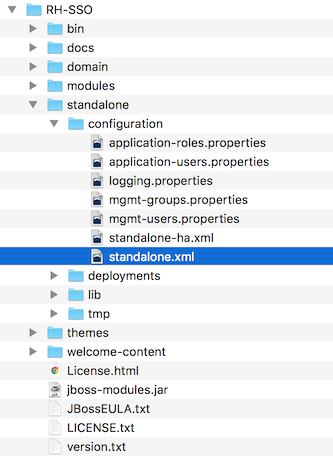 RH-SSO
bin
docs
domain
modules
standalone
configuration
application-roles.properties
application-users.properties
logging.properties
mgmt-groups.properties
mgmt-users.properties
standalone-ha.xml
standalone.xml
deployments
lib
tmp
themes
welcome-content
License.html
jboss-modules.jar
JBossEULA.txt
LICENSE.txt
version.txt